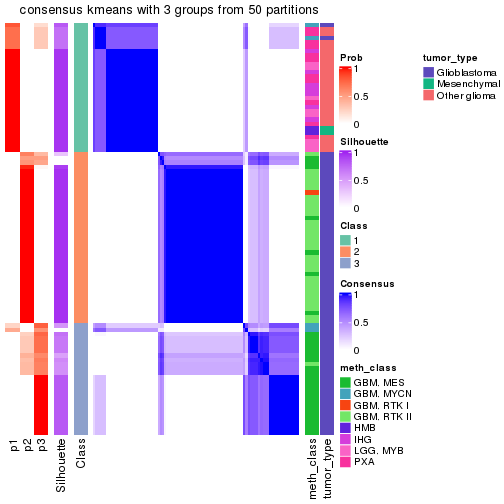 consensus kmeans with 3 groups from 50 partitions
Prob
1
0.5
0
Silhouette
1
0.5
0
Class
1
2
3
Consensus
1
0.5
0
meth_class
GBM. MES
GBM. MYCN
GBM. RTK I
GBM. RTK II
HMB
IHG
LGG. MYB
PXA
tumor_type
Glioblastoma
Mesenchymal
Other glioma
p1
p2
p3
Silhouette
Class
meth_class
tumor_type